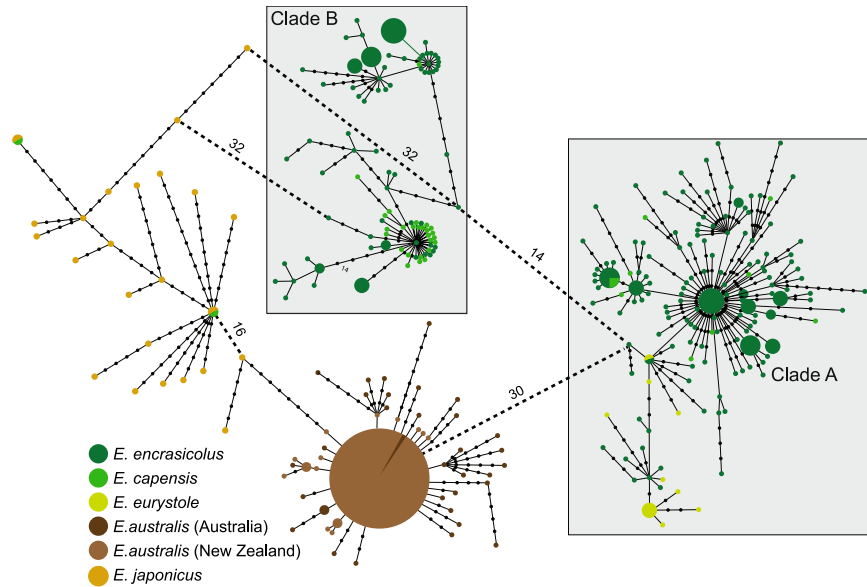 Clade B
32
32
14
14
16
30
Clade A
E. encrasicolus
E. capensis
E. eurystole
E.australis (Australia)
E.australis (New Zealand)
E. japonicus